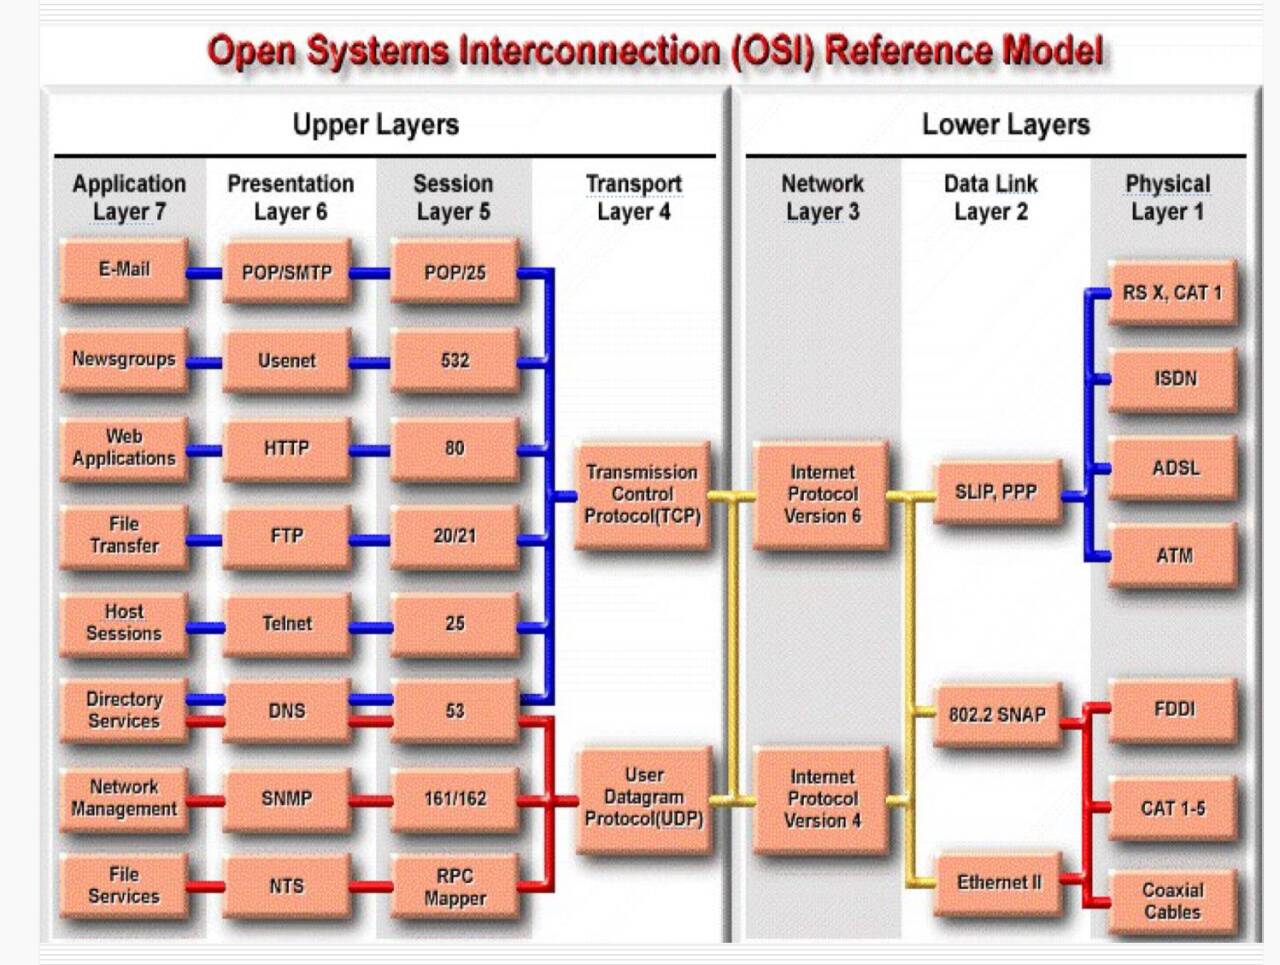 Open Systems Interconnection (OSI) Reference Model
Upper Layers
Lower Layers
Application
Layer 7
Presentation
Layer 6
Session
Layer 5
Transport
Layer 4
Network
Layer 3
Data Link
Layer 2
Physical
Layer 1
E-Mail
POP/SMTP
POP/25
Newsgroups
Usenet
532
Web
Applications
HTTP
80
File
Transfer
FTP
20/21
Host
Sessions
Telnet
25
Directory
Services
DNS
53
Network
Management
SNMP
161/162
File
Services
NTS
RPC
Mapper
Transmission
Control
Protocol(TCP)
User
Datagram
Protocol(UDP)
Internet
Protocol
Version 6
Internet
Protocol
Version 4
SLIP, PPP
802.2 SNAP
Ethernet II
RS X, CAT 1
ISDN
ADSL
ATM
FDDI
CAT 1-5
Coaxial
Cables